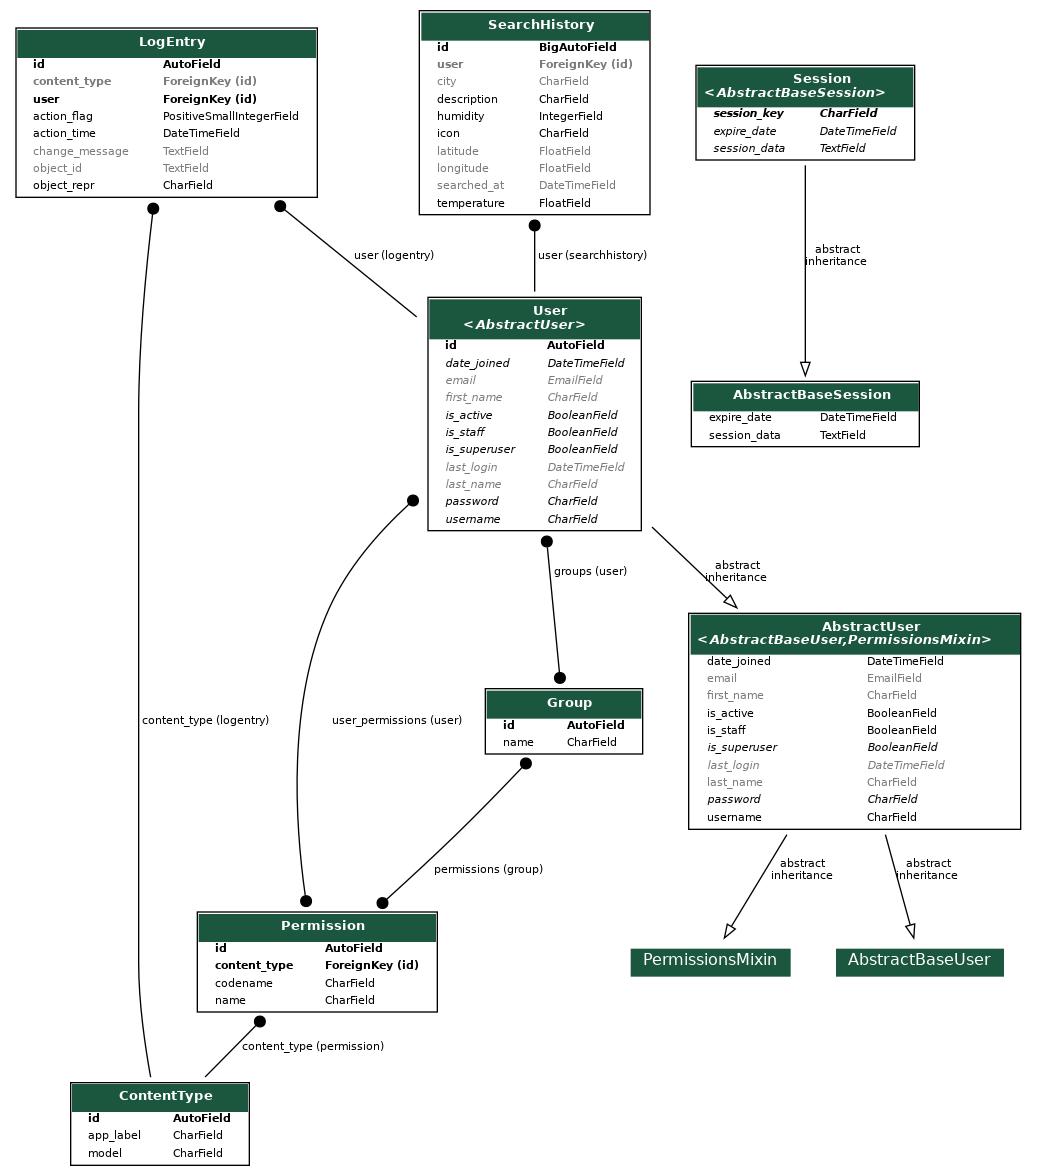 LogEntry
id AutoField
content_type ForeignKey (id)
user ForeignKey (id)
action_flag PositiveSmallIntegerField
action_time DateTimeField
change_message TextField
object_id TextField
object_repr CharField
SearchHistory
id BigAutoField
user ForeignKey (id)
city CharField
description CharField
humidity IntegerField
icon CharField
latitude FloatField
longitude FloatField
searched_at DateTimeField
temperature FloatField
Session
<AbstractBaseSession>
session_key CharField
expire_date DateTimeField
session_data TextField
user (logentry)
user (searchhistory)
abstract
inheritance
User
<AbstractUser>
id AutoField
date_joined DateTimeField
email EmailField
first_name CharField
is_active BooleanField
is_staff BooleanField
is_superuser BooleanField
last_login DateTimeField
last_name CharField
password CharField
username CharField
AbstractBaseSession
expire_date DateTimeField
session_data TextField
groups (user)
abstract
inheritance
AbstractUser
<AbstractBaseUser,PermissionsMixin>
date_joined DateTimeField
email EmailField
first_name CharField
is_active BooleanField
is_staff BooleanField
is_superuser BooleanField
last_login DateTimeField
last_name CharField
password CharField
username CharField
content_type (logentry)
user_permissions (user)
Group
id AutoField
name CharField
permissions (group)
abstract
inheritance
abstract
inheritance
Permission
id AutoField
content_type ForeignKey (id)
codename CharField
name CharField
PermissionsMixin
AbstractBaseUser
content_type (permission)
ContentType
id AutoField
app_label CharField
model CharField